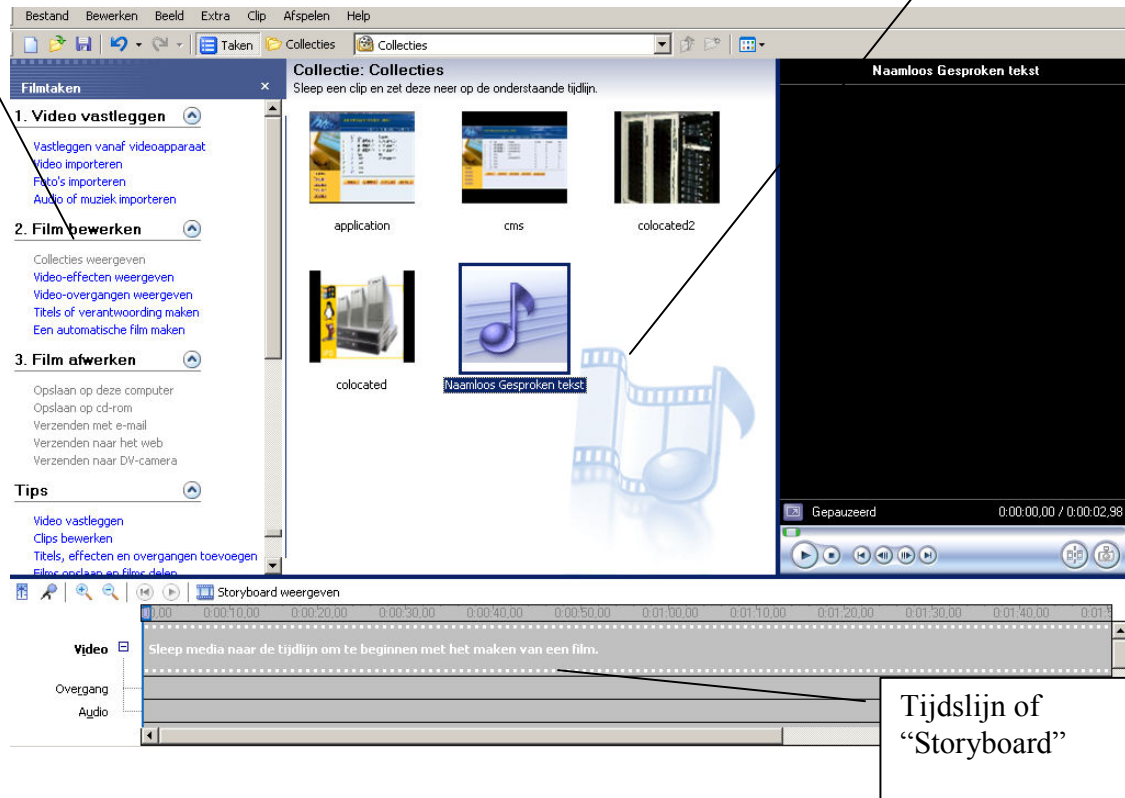 Bestand Bewerken Beeld Extra Clip Afspelen Help
Taken Collecties Collecties
Filmtaken
1. Video vastleggen
Vastleggen vanaf videoapparaat
Video importeren
Foto's importeren
Audio of muziek importeren
2. Film bewerken
Collecties weergeven
Video-effecten weergeven
Video-overgangen weergeven
Titels of verantwoording maken
Een automatische film maken
3. Film afwerken
Opslaan op deze computer
Opslaan op cd-rom
Verzenden met e-mail
Verzenden naar het web
Verzenden naar DV-camera
Tips
Video vastleggen
Clips bewerken
Titels, effecten en overgangen toevoegen
Films opslaan en films delen
Collectie: Collecties
Sleep een clip en zet deze neer op de onderstaande tijdlijn.
application
cms
colocated2
colocated
Naamloos Gesproken tekst
Naamloos Gesproken tekst
Gepauzeerd 0:00:00,00 / 0:00:02,98
Storyboard weergeven
0:00:10,00 0:00:20,00 0:00:30,00 0:00:40,00 0:00:50,00 0:01:00,00 0:01:10,00 0:01:20,00 0:01:30,00 0:01:40,00
Video
Sleep media naar de tijdlijn om te beginnen met het maken van een film.
Overgang
Audio
Tijdslijn of
“Storyboard”